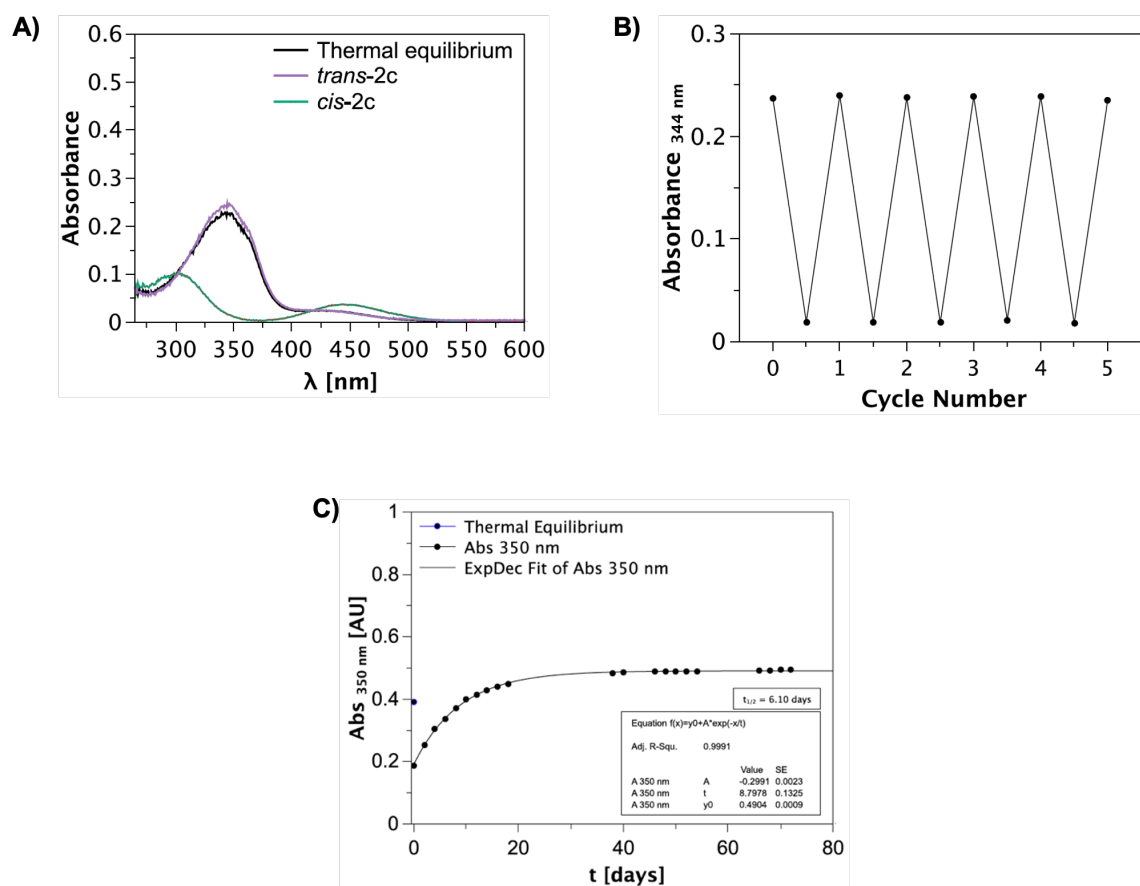 A)
Absorbance
0.6
0.5
0.4
0.3
0.2
0.1
0
Thermal equilibrium
trans-2c
cis-2c
300 350 400 450 500 550 600
λ [nm]
B)
Absorbance 344 nm
0.3
0.2
0.1
0
0 1 2 3 4 5
Cycle Number
C)
Abs 350 nm [AU]
1
0.8
0.6
0.4
0.2
0
Thermal Equilibrium
Abs 350 nm
ExpDec Fit of Abs 350 nm
t1/2 = 6.10 days
Equation f(x)=y0+A*exp(-x/t)
Adj. R-Squ. 0.9991
Value SE
A 350 nm A -0.2991 0.0023
A 350 nm t 8.7978 0.1325
A 350 nm y0 0.4904 0.0009
0 20 40 60 80
t [days]